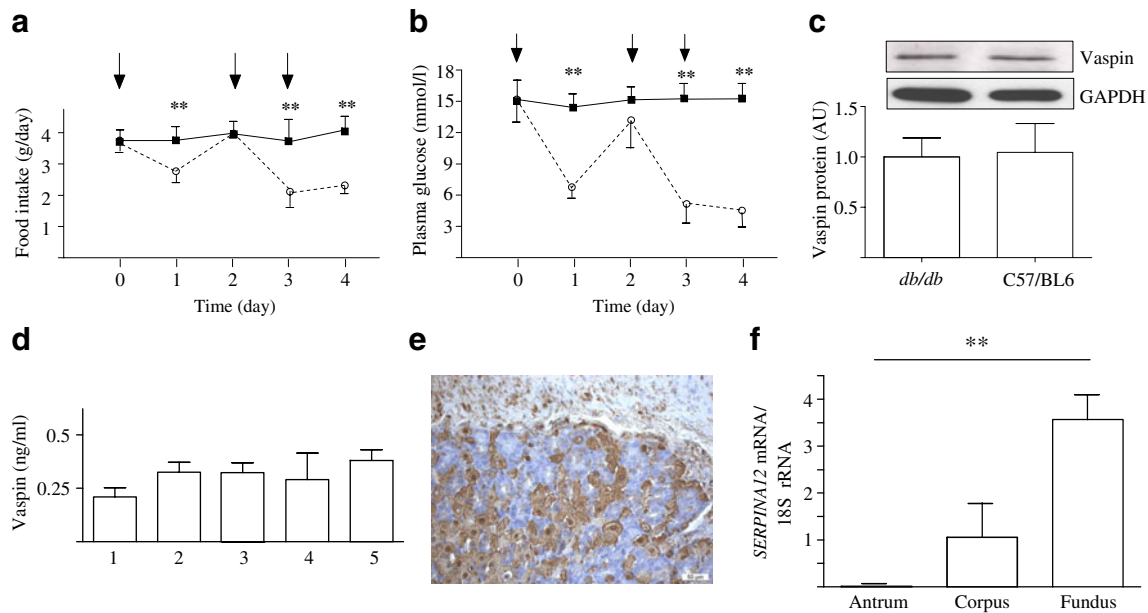 a
**
**
**
Food intake (g/day)
4
3
2
1
0
1
2
3
4
Time (day)
b
**
**
**
Plasma glucose (mmol/l)
18
15
12
9
6
3
0
1
2
3
4
Time (day)
c
Vaspin
GAPDH
Vaspin protein (AU)
1.5
1.0
0.5
db/db
C57/BL6
d
Vaspin (ng/ml)
0.5
0.25
1
2
3
4
5
e
50 µm
f
**
SERPINA12 mRNA/
18S rRNA
4
3
2
1
Antrum
Corpus
Fundus